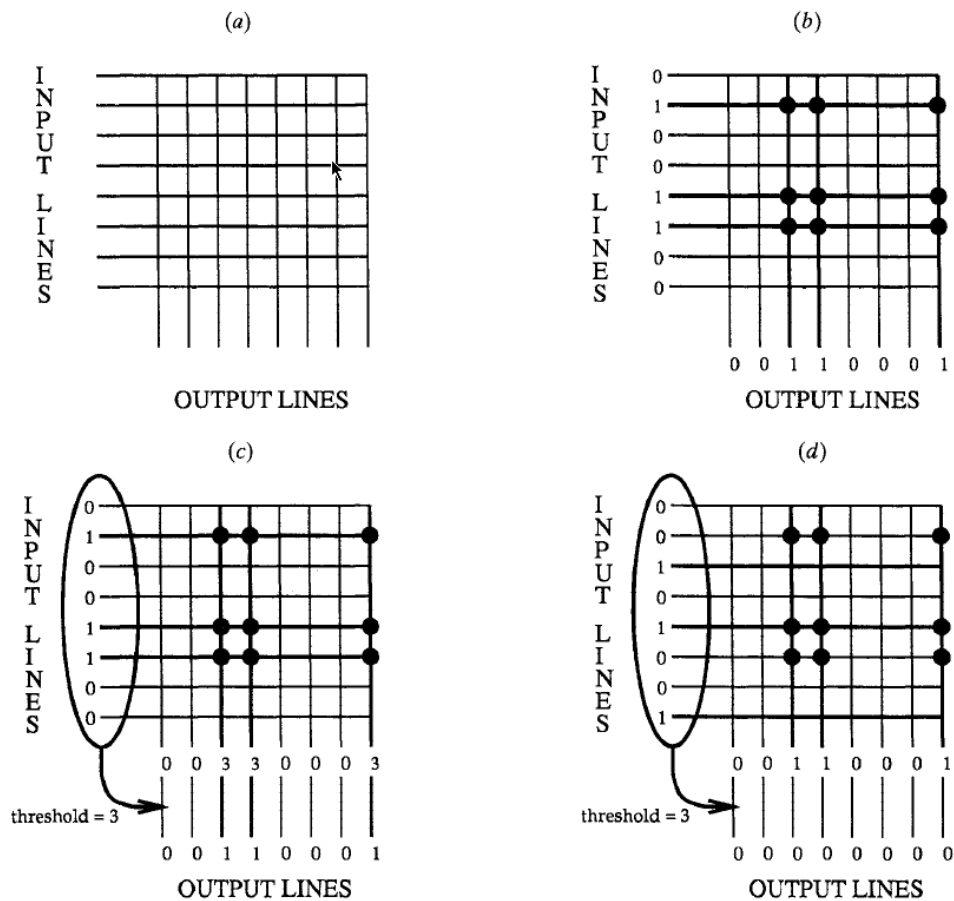 (a)
INPUT LINES
OUTPUT LINES
(b)
INPUT LINES
0
1
0
0
1
1
0
0
0 0 1 1 0 0 0 1
OUTPUT LINES
(c)
INPUT LINES
0
1
0
0
1
1
0
0
0 0 3 3 0 0 0 3
threshold = 3
0 0 1 1 0 0 0 1
OUTPUT LINES
(d)
INPUT LINES
0
0
1
0
1
0
0
1
0 0 1 1 0 0 0 1
threshold = 3
0 0 0 0 0 0 0 0
OUTPUT LINES